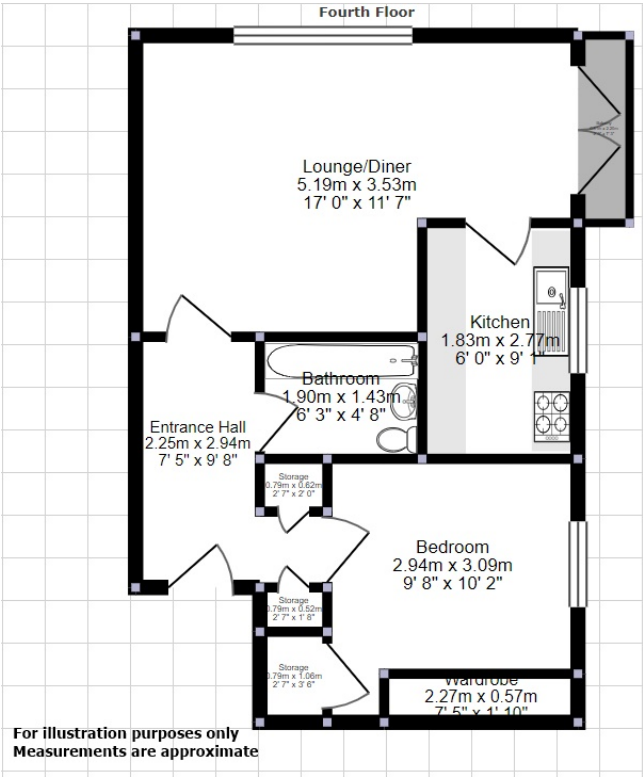 Fourth Floor
Lounge/Diner
5.19m x 3.53m
17' 0" x 11' 7"
Kitchen
1.83m x 2.77m
6' 0" x 9' 1"
Bathroom
1.90m x 1.43m
6' 3" x 4' 8"
Entrance Hall
2.25m x 2.94m
7' 5" x 9' 8"
Storage
0.79m x 0.62m
2' 7" x 2' 0"
Bedroom
2.94m x 3.09m
9' 8" x 10' 2"
Storage
0.79m x 0.52m
2' 7" x 1' 8"
Storage
0.79m x 1.06m
2' 7" x 3' 6"
Wardrobe
2.27m x 0.57m
7' 5" x 1' 10"
For illustration purposes only
Measurements are approximate